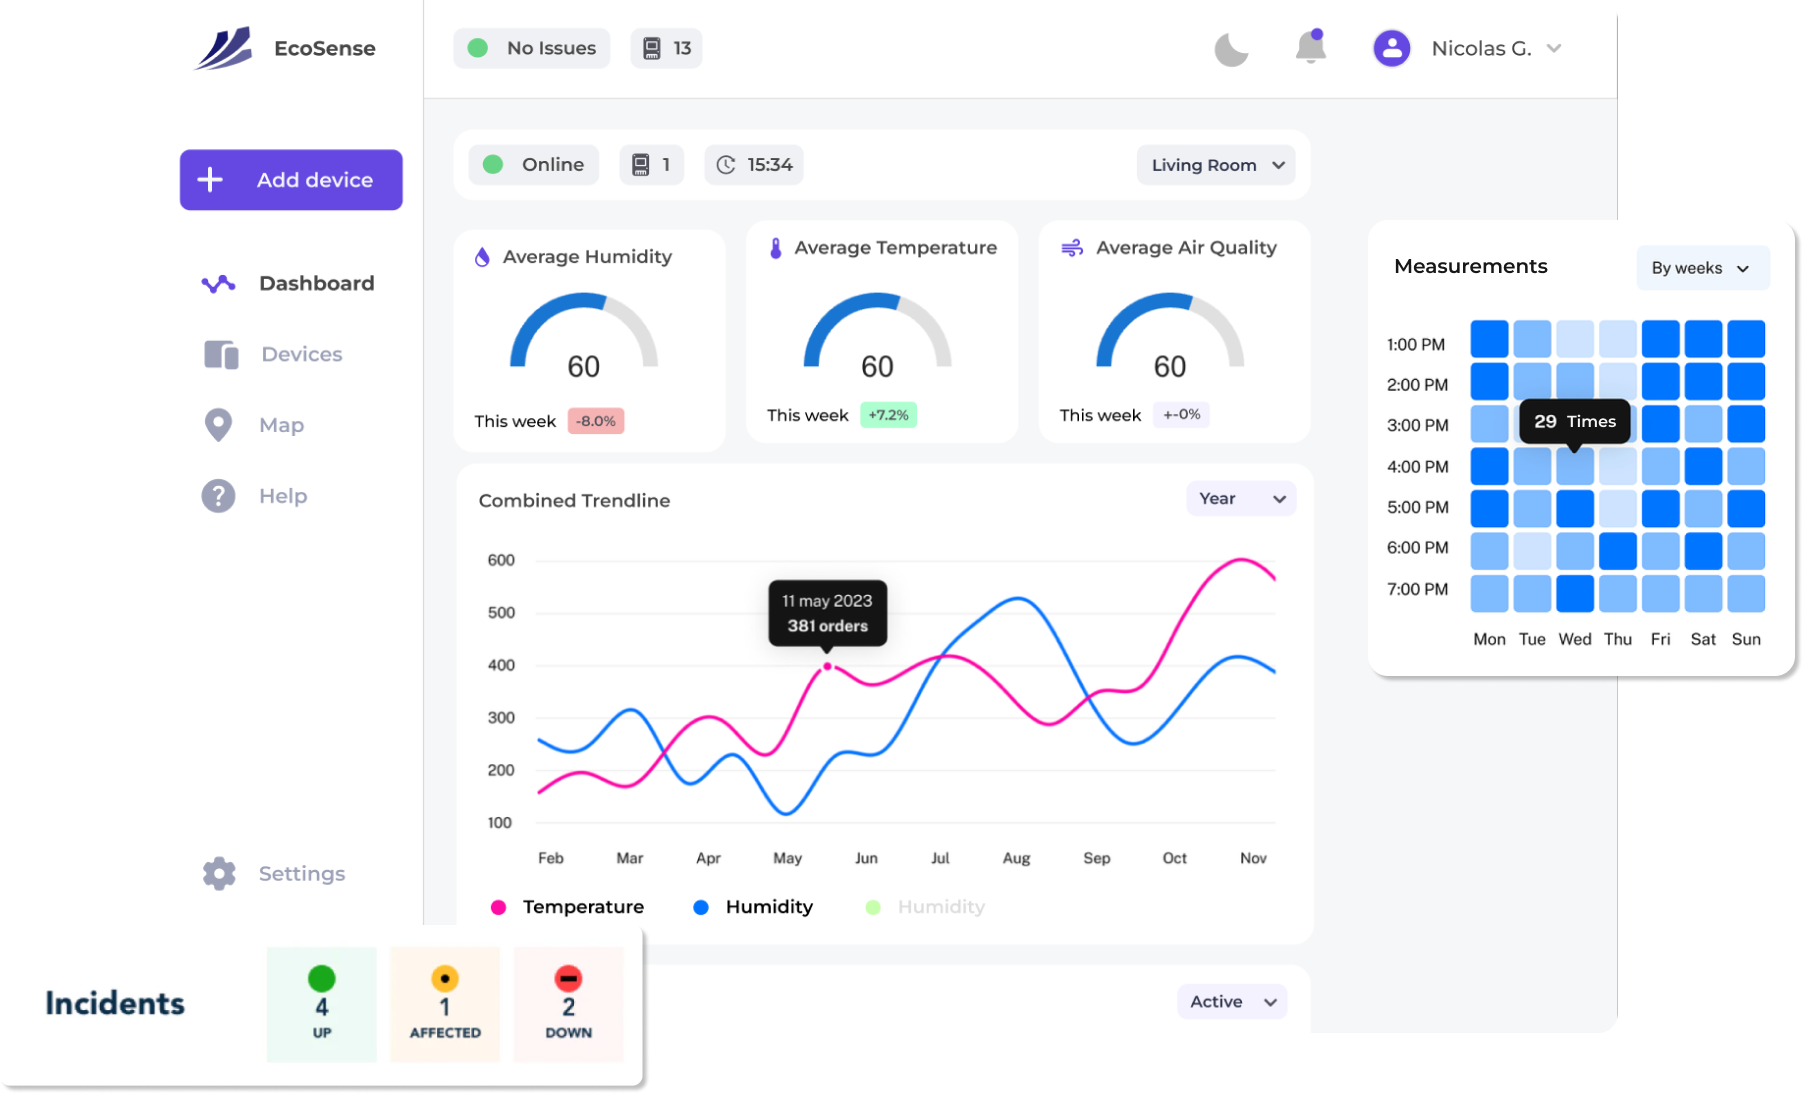 EcoSense
No Issues
13
Nicolas G.
Add device
Dashboard
Devices
Map
Help
Settings
Online
1
15:34
Living Room
Average Humidity
60
This week
-8.0%
Average Temperature
60
This week
+7.2%
Average Air Quality
60
This week
+-0%
Combined Trendline
Year
600
500
400
300
200
100
11 may 2023
381 orders
Feb Mar Apr May Jun Jul Aug Sep Oct Nov
Temperature
Humidity
Humidity
Measurements
By weeks
1:00 PM
2:00 PM
3:00 PM
29 Times
4:00 PM
5:00 PM
6:00 PM
7:00 PM
Mon Tue Wed Thu Fri Sat Sun
Incidents
4
UP
1
AFFECTED
2
DOWN
Active